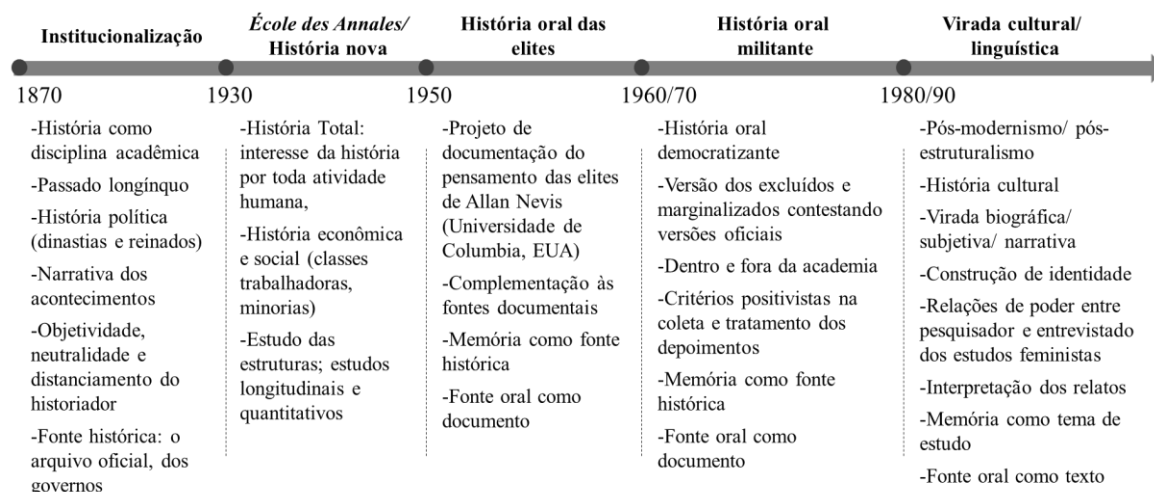 Institucionalização
École des Annales/
História nova
História oral das
elites
História oral
militante
Virada cultural/
linguística
1870
1930
1950
1960/70
1980/90
-História como
disciplina acadêmica
-Passado longínquo
-História política
(dinastias e reinados)
-Narrativa dos
acontecimentos
-Objetividade,
neutralidade e
distanciamento do
historiador
-Fonte histórica: o
arquivo oficial, dos
governos
-História Total:
interesse da história
por toda atividade
humana,
-História econômica
e social (classes
trabalhadoras,
minorias)
-Estudo das
estruturas; estudos
longitudinais e
quantitativos
-Projeto de
documentação do
pensamento das elites
de Allan Nevis
(Universidade de
Columbia, EUA)
-Complementação às
fontes documentais
-Memória como fonte
histórica
-Fonte oral como
documento
-História oral
democratizante
-Versão dos excluídos e
marginalizados contestando
versões oficiais
-Dentro e fora da academia
-Critérios positivistas na
coleta e tratamento dos
depoimentos
-Memória como fonte
histórica
-Fonte oral como
documento
-Pós-modernismo/ pós-
estruturalismo
-História cultural
-Virada biográfica/
subjetiva/ narrativa
-Construção de identidade
-Relações de poder entre
pesquisador e entrevistado
dos estudos feministas
-Interpretação dos relatos
-Memória como tema de
estudo
-Fonte oral como texto